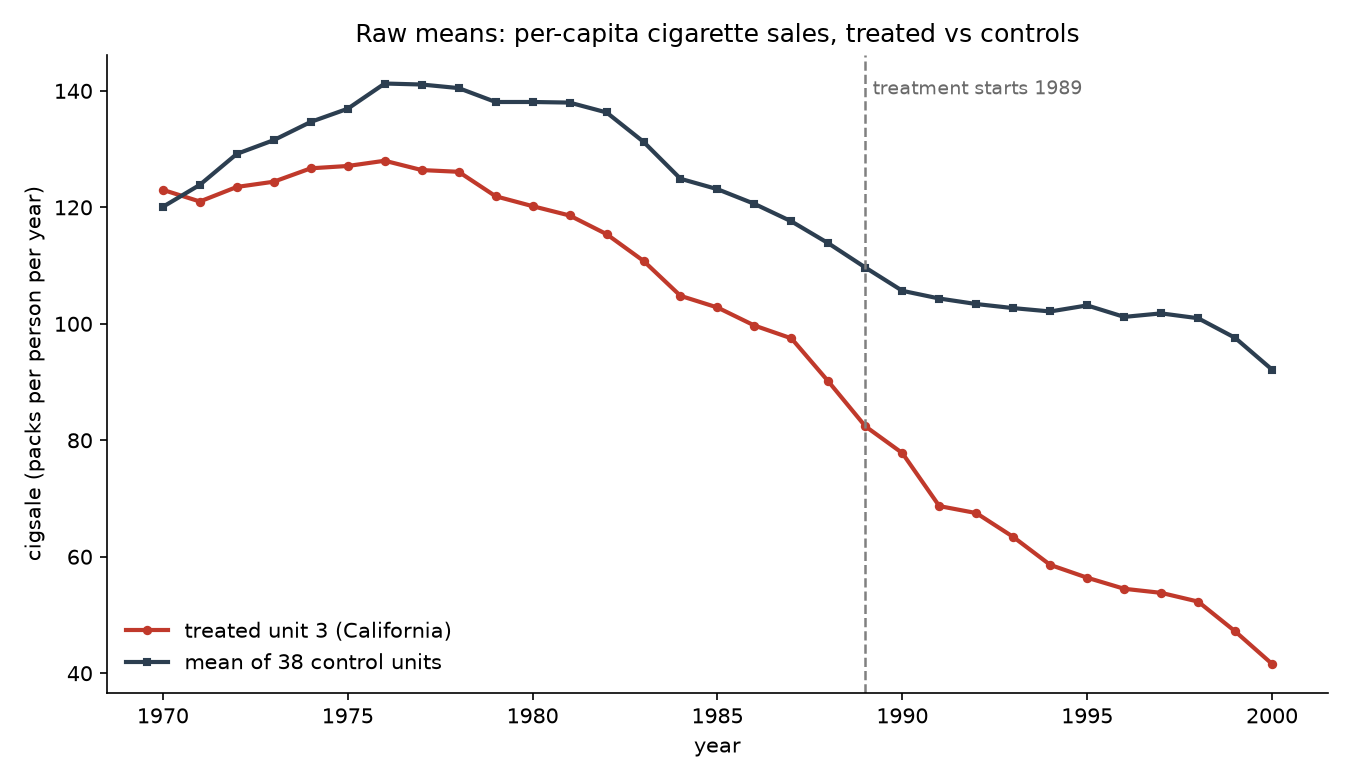 Raw means: per-capita cigarette sales, treated vs controls
140
120
100
80
60
40
cigsale (packs per person per year)
treatment starts 1989
treated unit 3 (California)
mean of 38 control units
1970
1975
1980
1985
1990
1995
2000
year